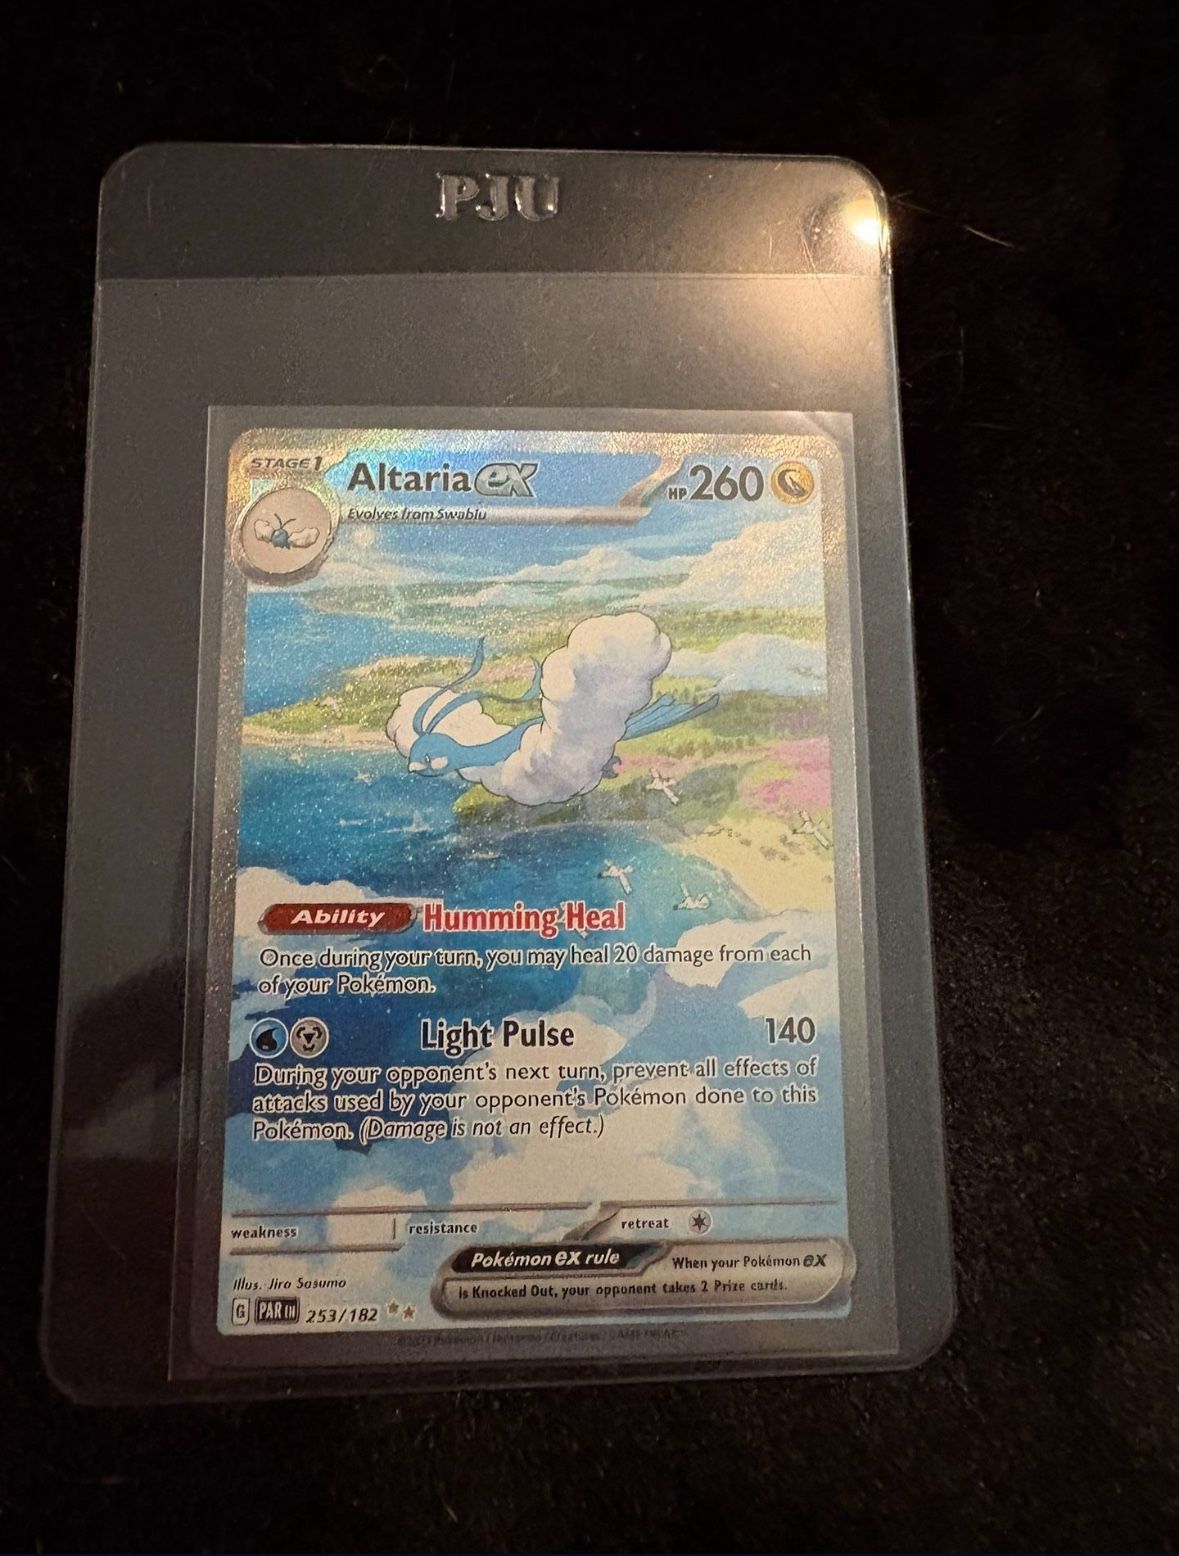 PJU
STAGE 1
Altaria ex
HP 260
Evolves from Swablu
Ability Humming Heal
Once during your turn, you may heal 20 damage from each
of your Pokémon.
Light Pulse 140
During your opponent's next turn, prevent all effects of
attacks used by your opponent's Pokémon done to this
Pokémon. (Damage is not an effect.)
weakness resistance retreat
Pokémon ex rule When your Pokémon ex
is Knocked Out, your opponent takes 2 Prize cards.
Illus. Jiro Sasumo
G PAR EN 253/182